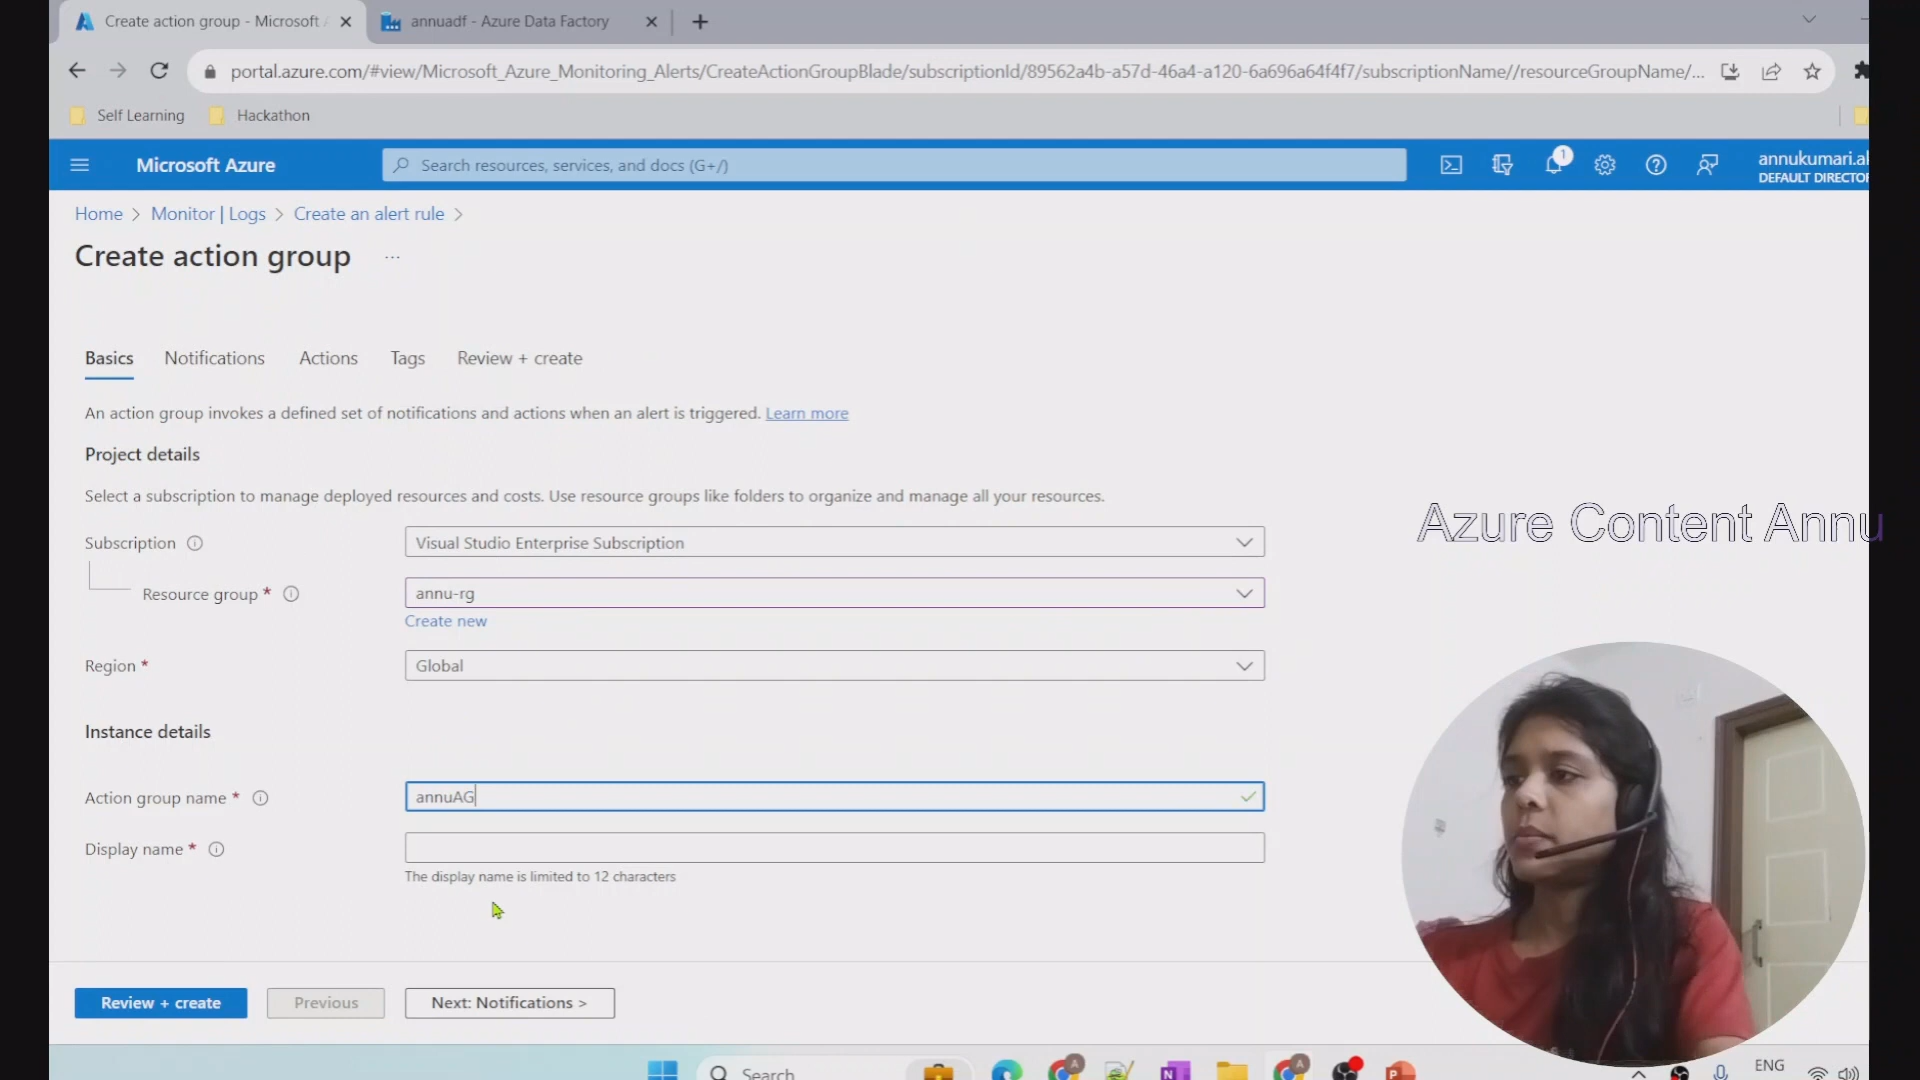 Create action group - Microsoft A
annuadf - Azure Data Factory
portal.azure.com/#view/Microsoft_Azure_Monitoring_Alerts/CreateActionGroupBlade/subscriptionId/89562a4b-a57d-46a4-a120-6a696a64f4f7/subscriptionName//resourceGroupName/...
Self Learning
Hackathon
Microsoft Azure
Search resources, services, and docs (G+/)
1
annukumari.ak
DEFAULT DIRECTOR
Home > Monitor | Logs > Create an alert rule >
Create action group ...
Basics Notifications Actions Tags Review + create
An action group invokes a defined set of notifications and actions when an alert is triggered. Learn more
Project details
Select a subscription to manage deployed resources and costs. Use resource groups like folders to organize and manage all your resources.
Subscription
Visual Studio Enterprise Subscription
Resource group *
annu-rg
Create new
Region *
Global
Instance details
Action group name *
annuAG
Display name *
The display name is limited to 12 characters
Review + create
Previous
Next: Notifications >
Azure Content Annu
Search
ENG